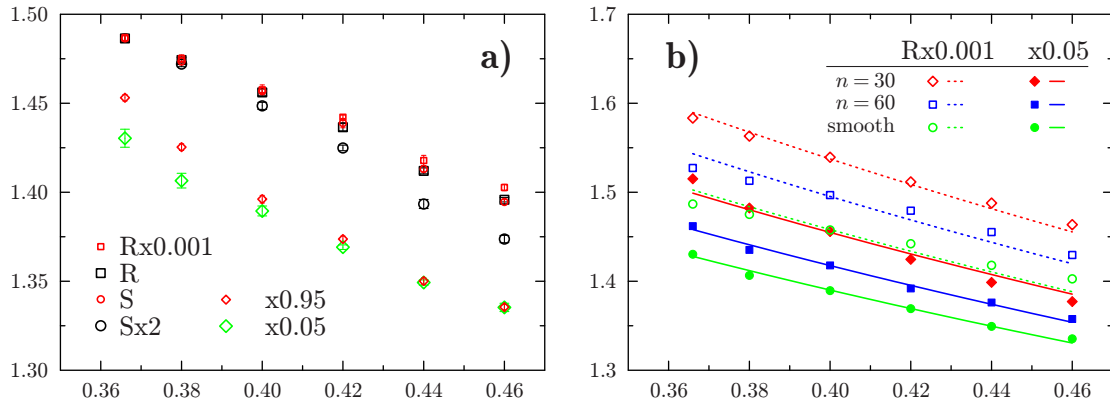 1.50
1.45
1.40
1.35
1.30
0.36 0.38 0.40 0.42 0.44 0.46
a)
Rx0.001
R
S x0.95
Sx2 x0.05
1.7
1.6
1.5
1.4
1.3
0.36 0.38 0.40 0.42 0.44 0.46
b)
Rx0.001 x0.05
n = 30
n = 60
smooth